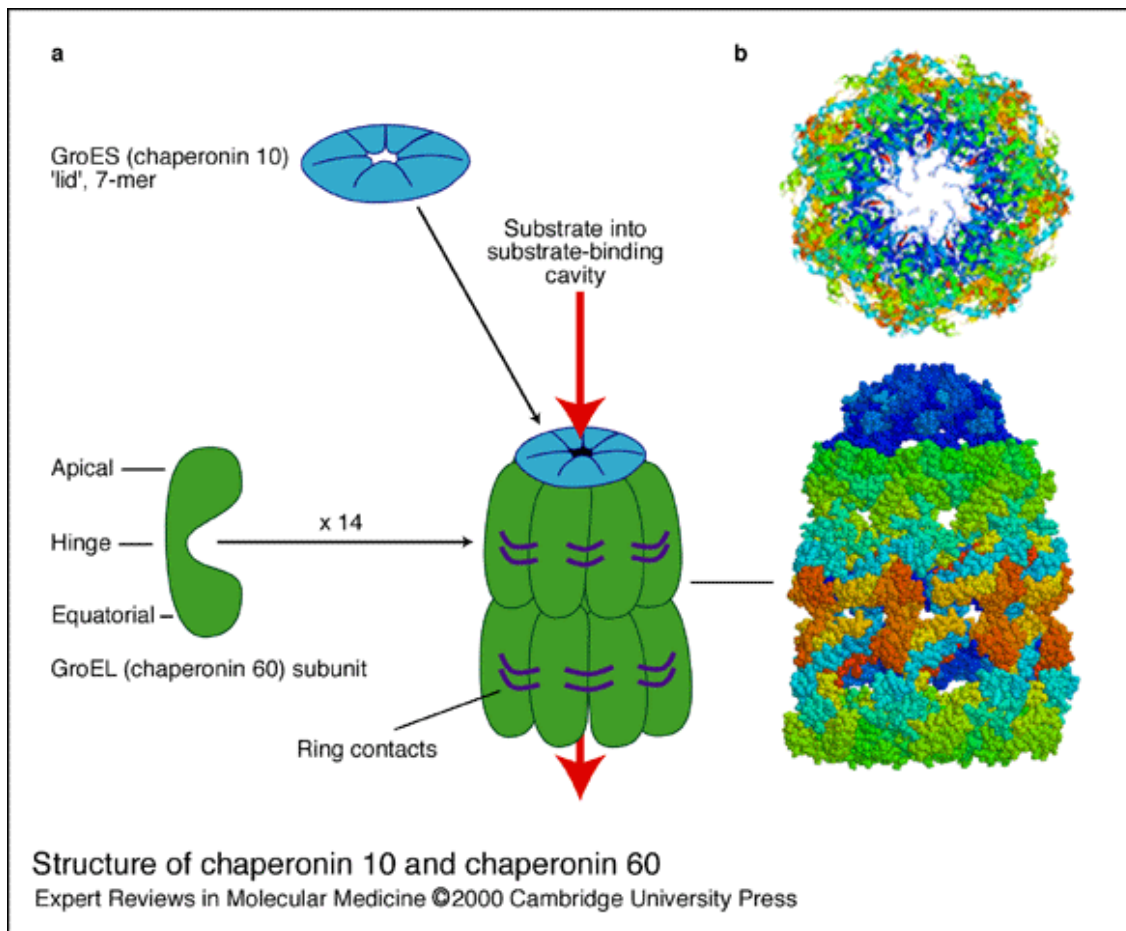 a
b
GroES (chaperonin 10)
'lid', 7-mer
Substrate into
substrate-binding
cavity
Apical
x 14
Hinge
Equatorial
GroEL (chaperonin 60) subunit
Ring contacts
Structure of chaperonin 10 and chaperonin 60
Expert Reviews in Molecular Medicine ©2000 Cambridge University Press